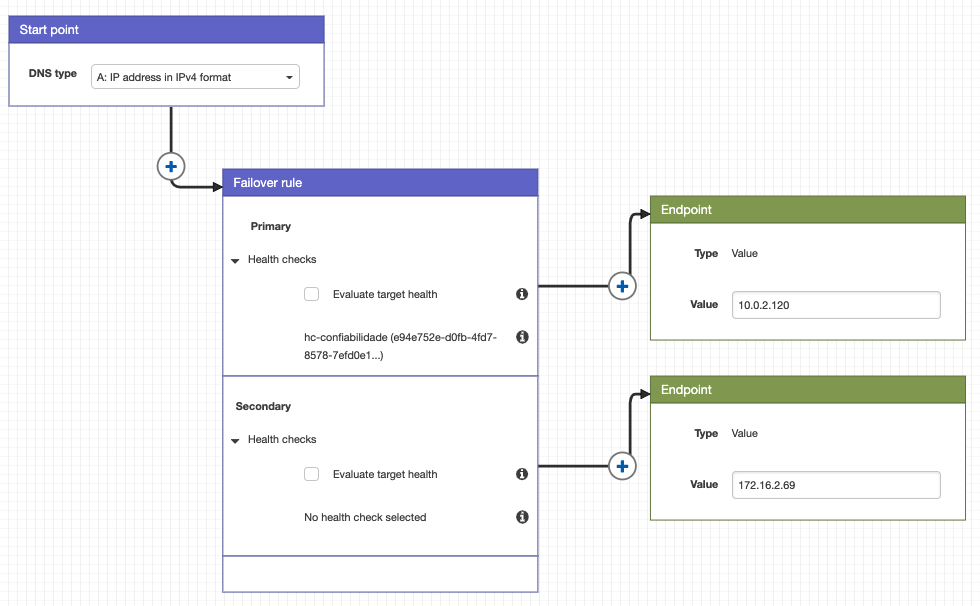 Start point
DNS type
A: IP address in IPv4 format
Failover rule
Primary
Health checks
Evaluate target health
hc-confiabilidade (e94e752e-d0fb-4fd7-
8578-7efd0e1...)
Secondary
Health checks
Evaluate target health
No health check selected
Endpoint
Type Value
Value 10.0.2.120
Endpoint
Type Value
Value 172.16.2.69